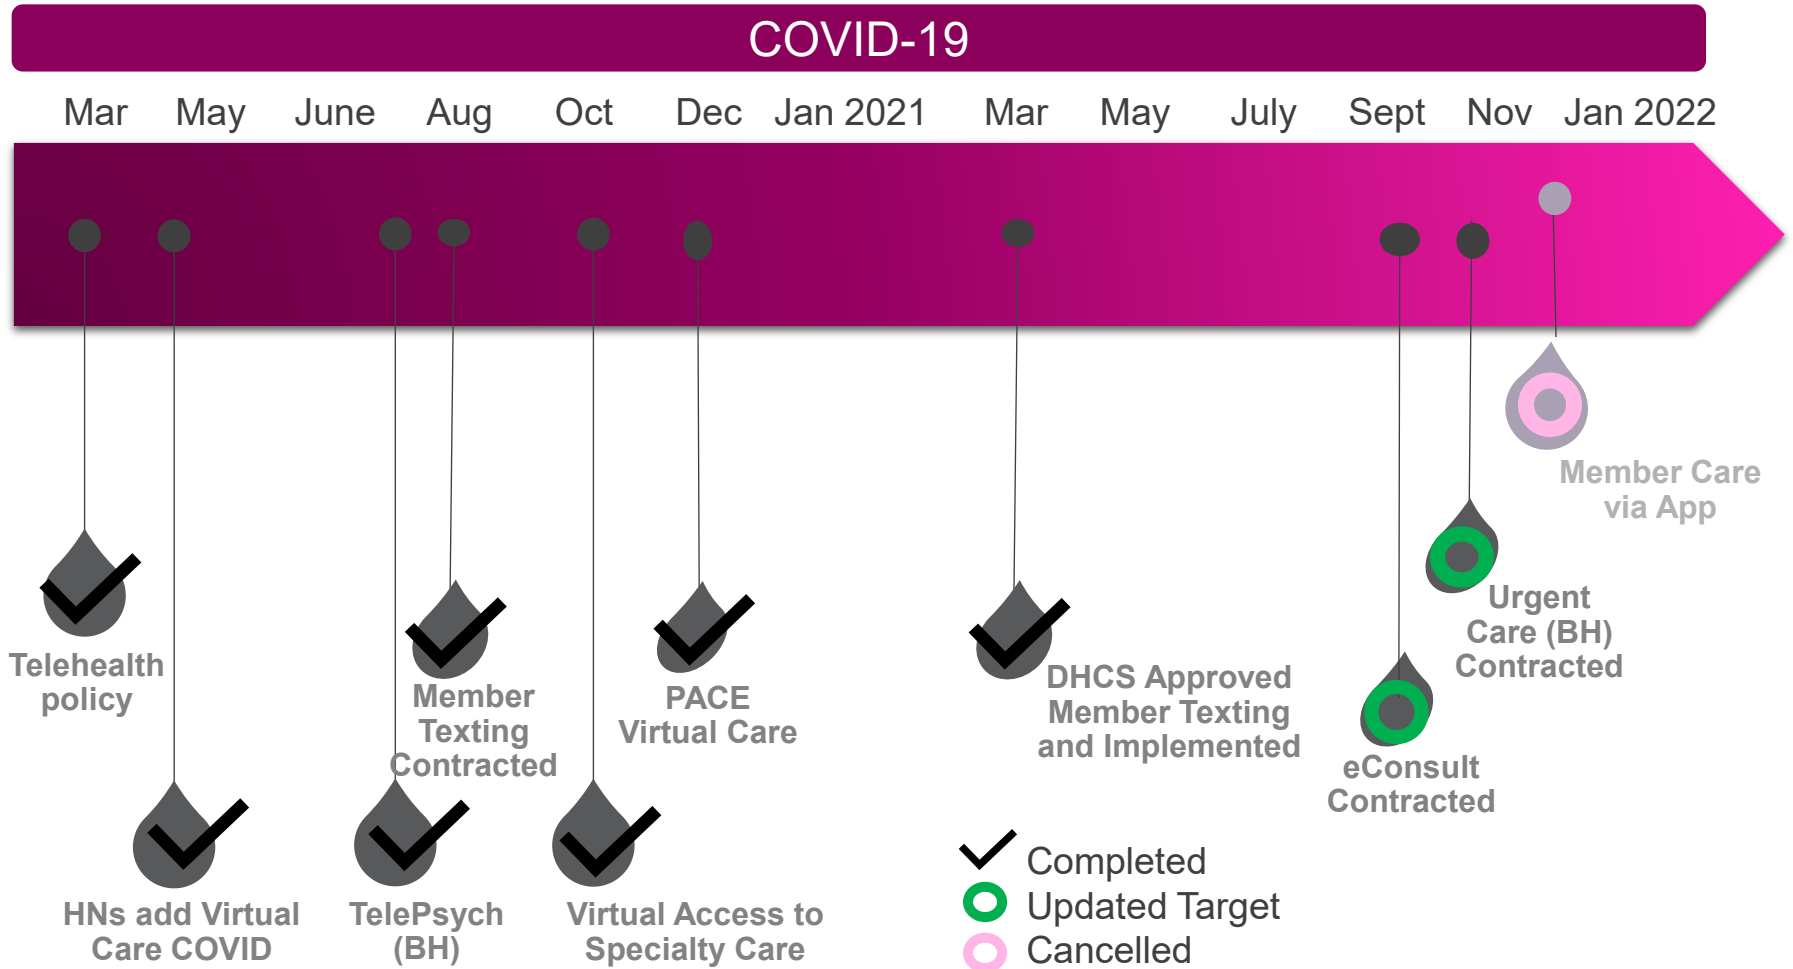 COVID-19
Mar May June Aug Oct Dec Jan 2021 Mar May July Sept Nov Jan 2022
Telehealth
policy
HNs add Virtual
Care COVID
TelePsych
(BH)
Member
Texting
Contracted
Virtual Access to
Specialty Care
PACE
Virtual Care
DHCS Approved
Member Texting
and Implemented
eConsult
Contracted
Urgent
Care (BH)
Contracted
Member Care
via App
Completed
Updated Target
Cancelled